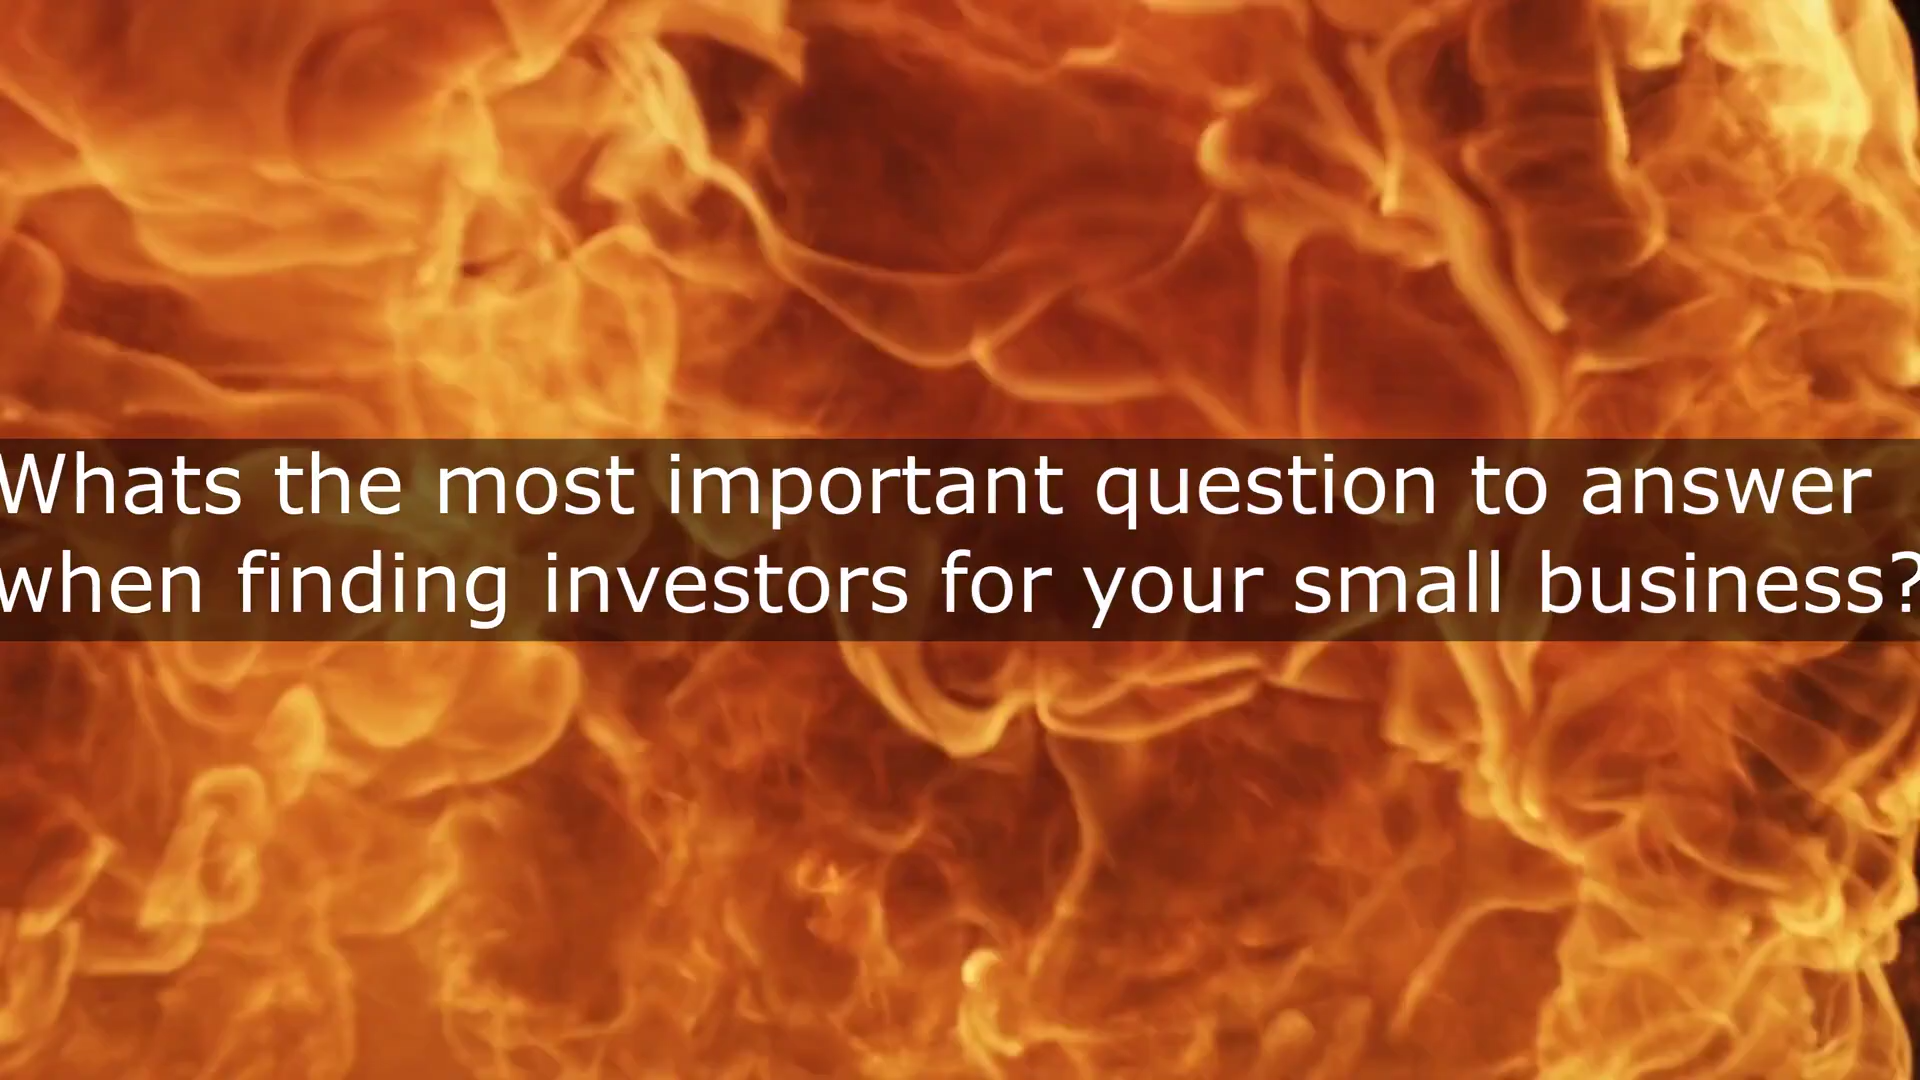 Whats the most important question to answer
when finding investors for your small business?